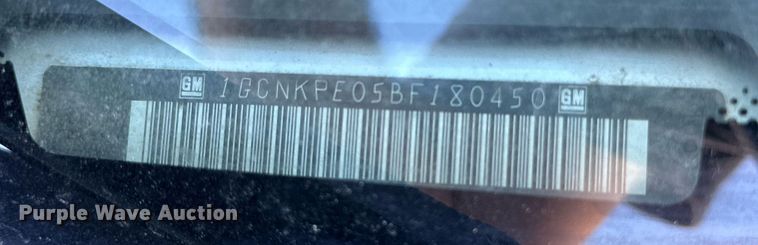 GM 1GCNKPE05BF180450 GM
Purple Wave Auction